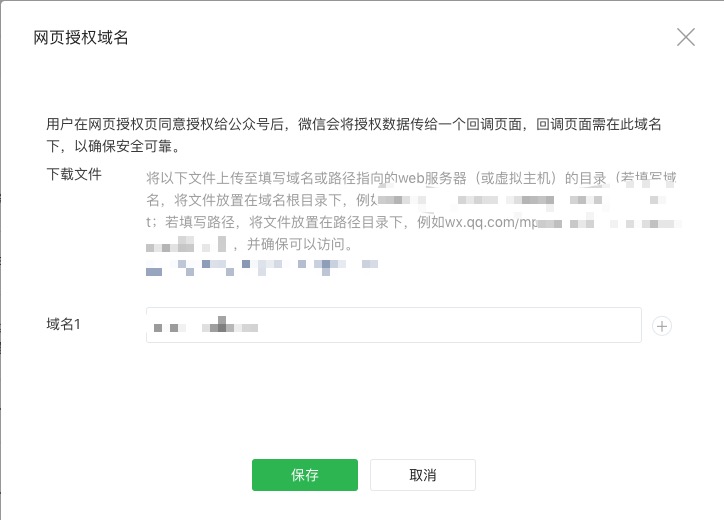 网页授权域名
用户在网页授权页同意授权给公众号后，微信会将授权数据传给一个回调页面，回调页面需在此域名
下，以确保安全可靠。
下载文件
将以下文件上传至填写域名或路径指向的web服务器（或虚拟主机）的目录（若填写域
名，将文件放置在域名根目录下，例如
t；若填写路径，将文件放置在路径目录下，例如wx.qq.com/mp
，并确保可以访问。
域名1
保存
取消